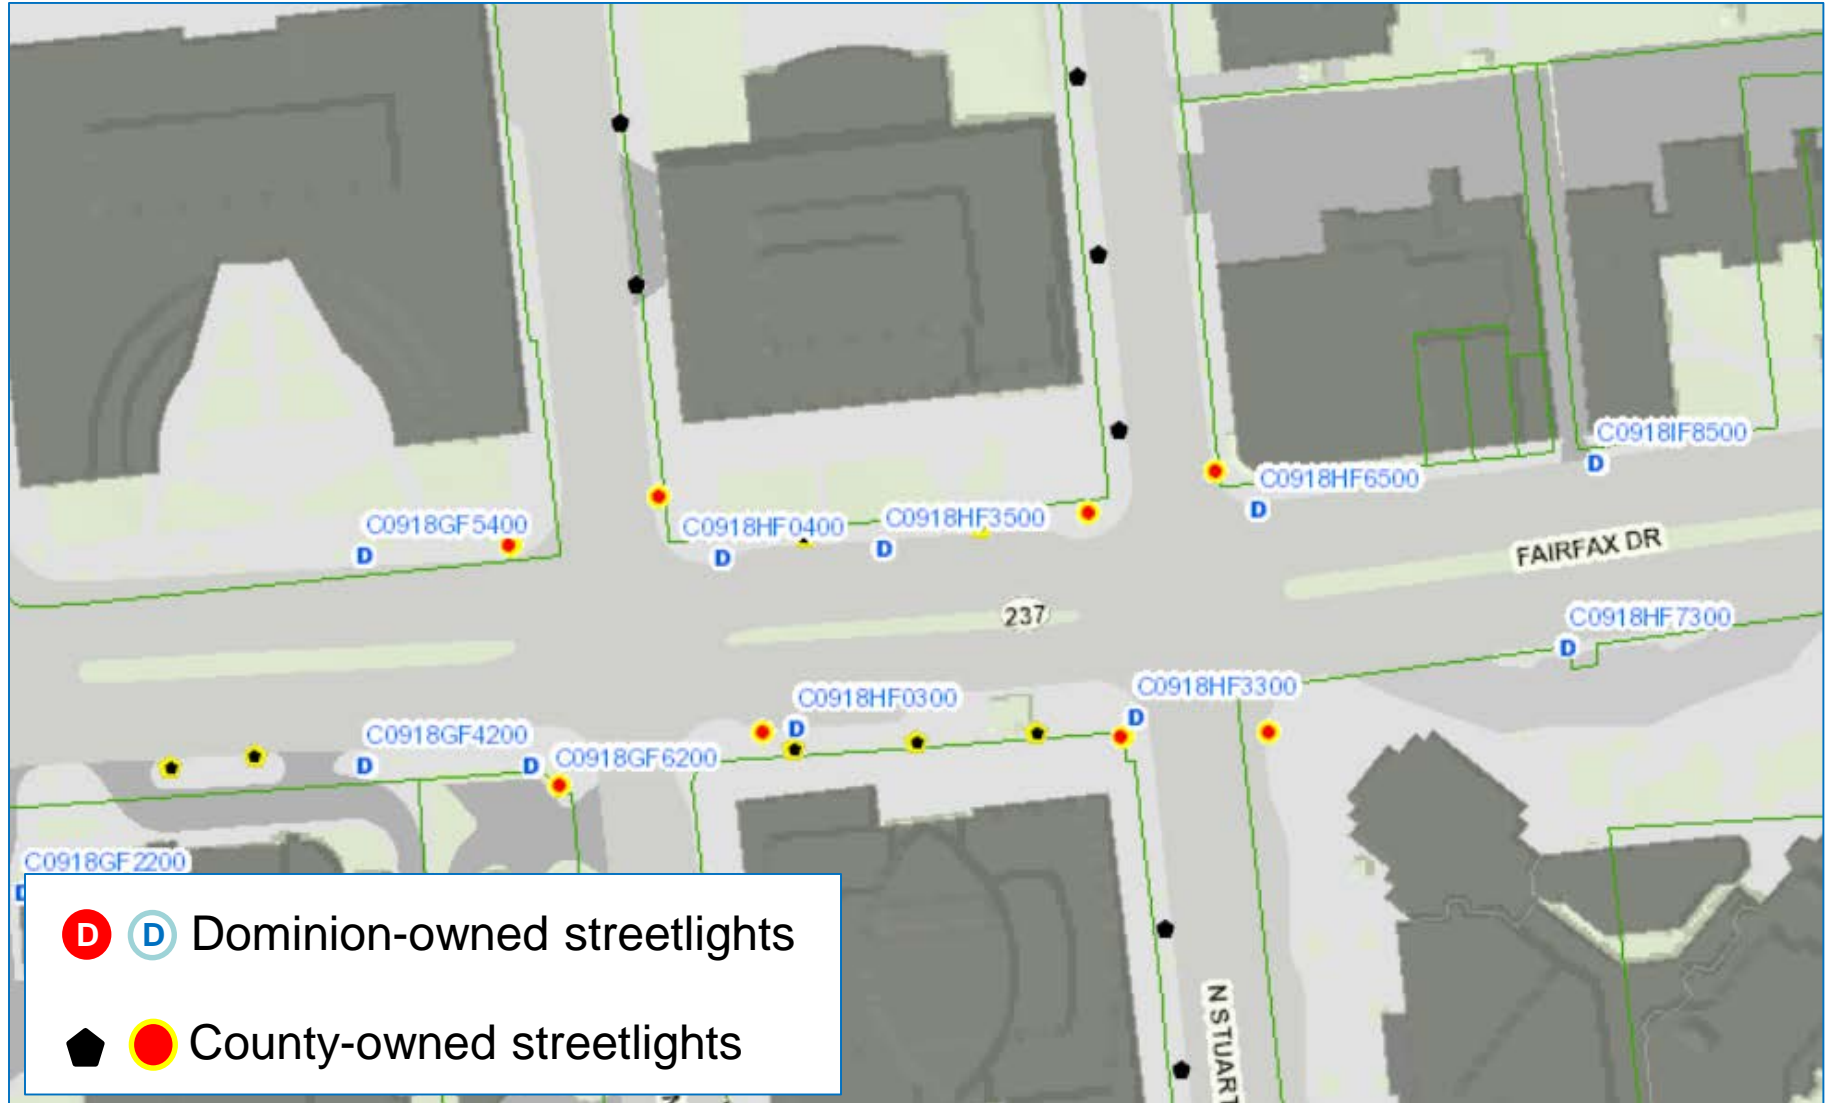 C0918IF8500
D
C0918HF6500
D
C0918GF5400
D
C0918HF0400
D
C0918HF3500
D
FAIRFAX DR
237
C0918HF7300
D
C0918HF3300
D
C0918HF0300
D
C0918GF4200
D
D
C0918GF6200
C0918GF2200
D
D D Dominion-owned streetlights
County-owned streetlights
N STUART